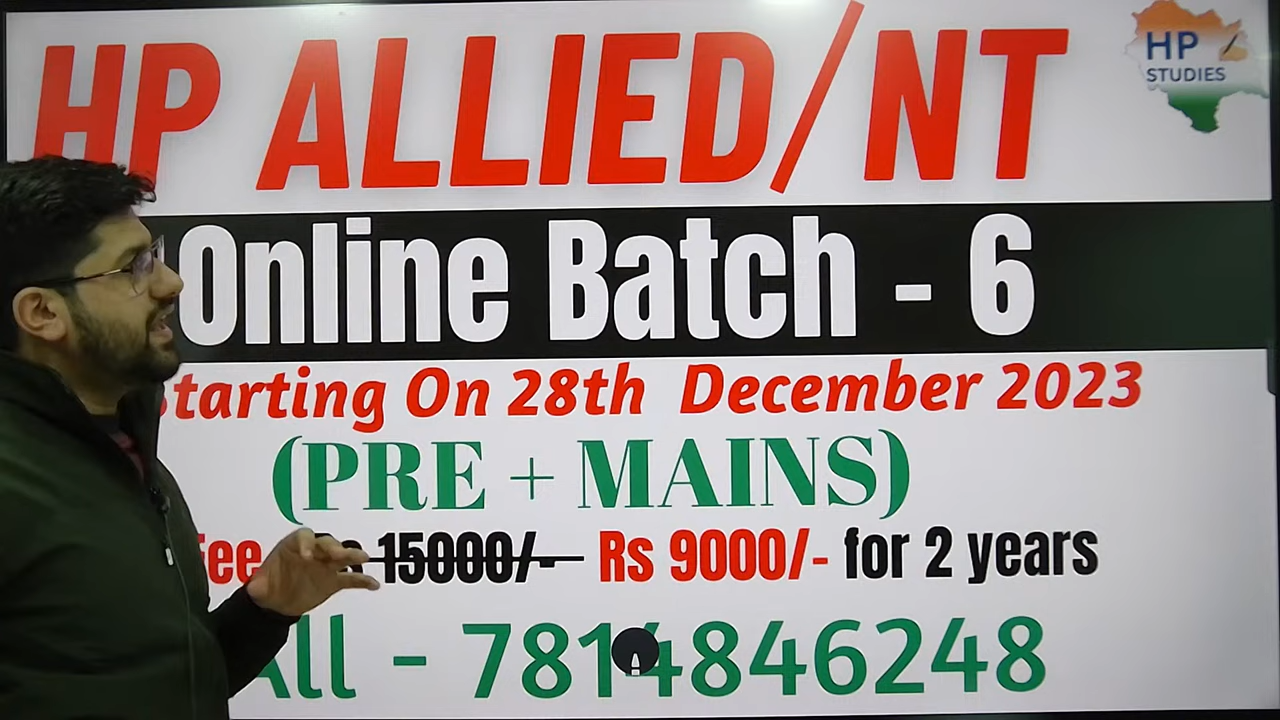 HP ALLIED/NT
HP
STUDIES
Online Batch - 6
tarting On 28th December 2023
(PRE + MAINS)
Fee 15000/- Rs 9000/- for 2 years
All - 7814846248